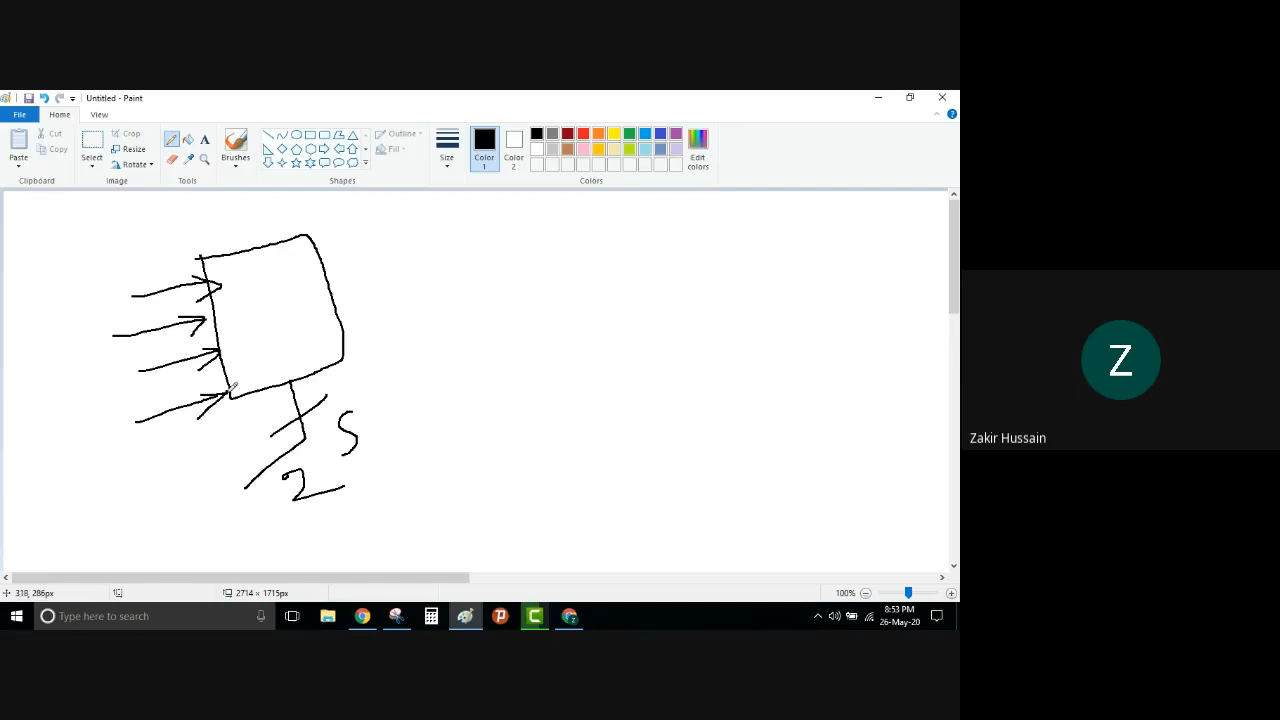 Untitled - Paint
File Home View
Paste
Cut
Copy
Clipboard
Select
Crop
Resize
Rotate
Image
Tools
Brushes
Shapes
Outline
Fill
Size
Color 1
Color 2
Edit colors
Colors
S
2
Z
Zakir Hussain
318, 286px
2714 × 1715px
100%
Type here to search
8:53 PM
26-May-20